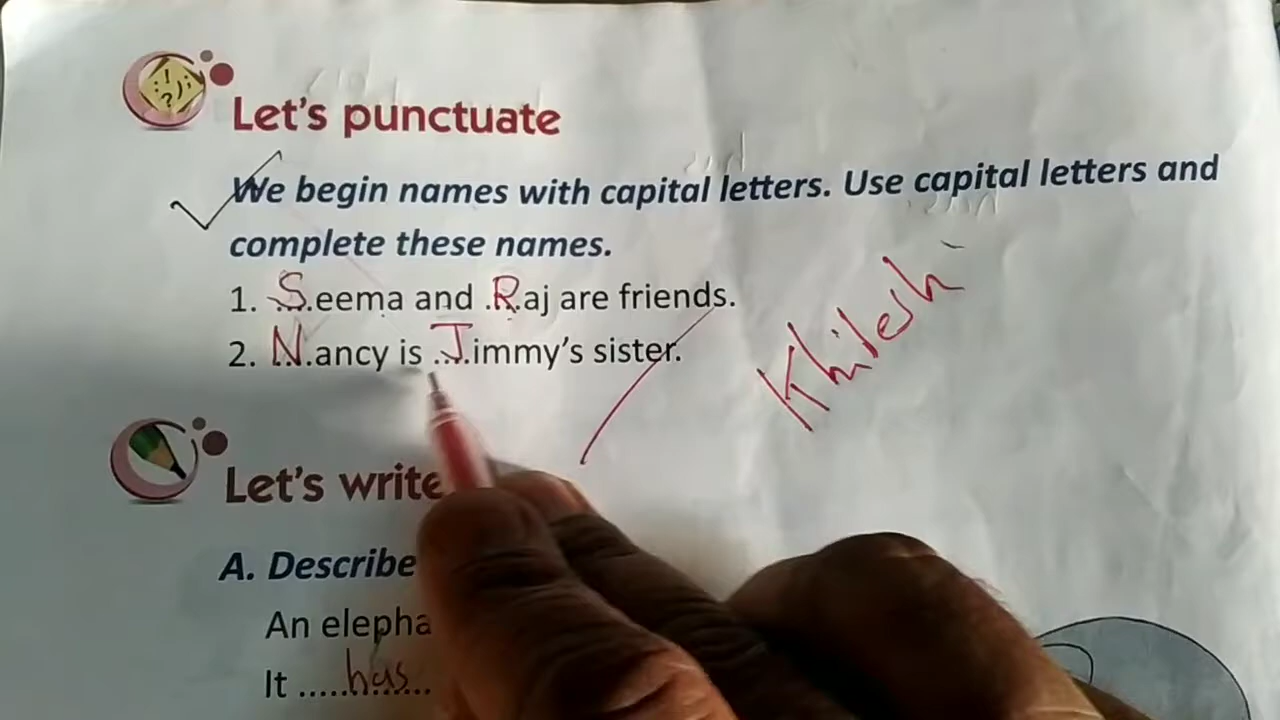 Let's punctuate
We begin names with capital letters. Use capital letters and
complete these names.
1. S...eema and .R.aj are friends.
2. N...ancy is .J..immy's sister.
Khilesh
Let's write
A. Describe
An elepha
It .....has.....